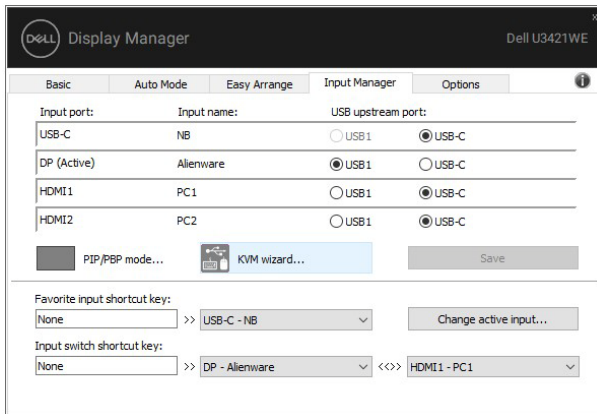 DELL Display Manager Dell U3421WE x
Basic Auto Mode Easy Arrange Input Manager Options i
Input port: Input name: USB upstream port:
USB-C NB USB1 USB-C
DP (Active) Alienware USB1 USB-C
HDMI1 PC1 USB1 USB-C
HDMI2 PC2 USB1 USB-C
PIP/PBP mode... KVM wizard... Save
Favorite input shortcut key:
None >> USB-C - NB Change active input...
Input switch shortcut key:
None >> DP - Alienware <<>> HDMI1 - PC1